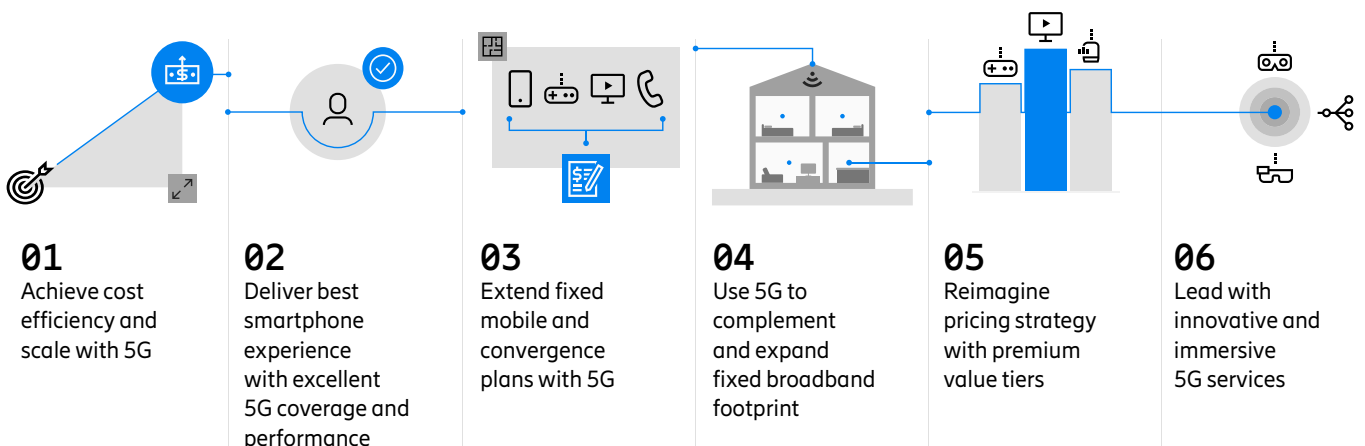 01
Achieve cost
efficiency and
scale with 5G
02
Deliver best
smartphone
experience
with excellent
5G coverage and
performance
03
Extend fixed
mobile and
convergence
plans with 5G
04
Use 5G to
complement
and expand
fixed broadband
footprint
05
Reimagine
pricing strategy
with premium
value tiers
06
Lead with
innovative and
immersive
5G services